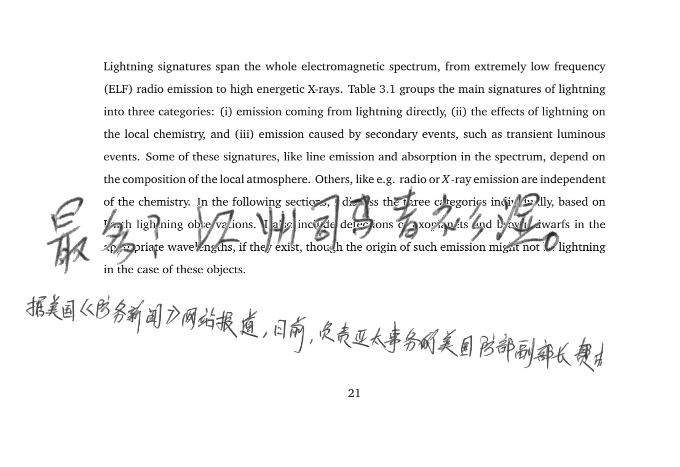 Lightning signatures span the whole electromagnetic spectrum, from extremely low frequency
(ELF) radio emission to high energetic X-rays. Table 3.1 groups the main signatures of lightning
into three categories: (i) emission coming from lightning directly, (ii) the effects of lightning on
the local chemistry, and (iii) emission caused by secondary events, such as transient luminous
events. Some of these signatures, like line emission and absorption in the spectrum, depend on
the composition of the local atmosphere. Others, like e.g. radio or X-ray emission are independent
of the chemistry. In the following sections, I discuss the three categories individually, based on
Earth lightning observations. I also include detections of exoplanets and brown dwarfs in the
appropriate wavelengths, if they exist, though the origin of such emission might not be lightning
in the case of these objects.
最多?江州司马青衫湿。
据美国《防务新闻》网站报道，日前，负责亚太事务的美国防部副部长
21